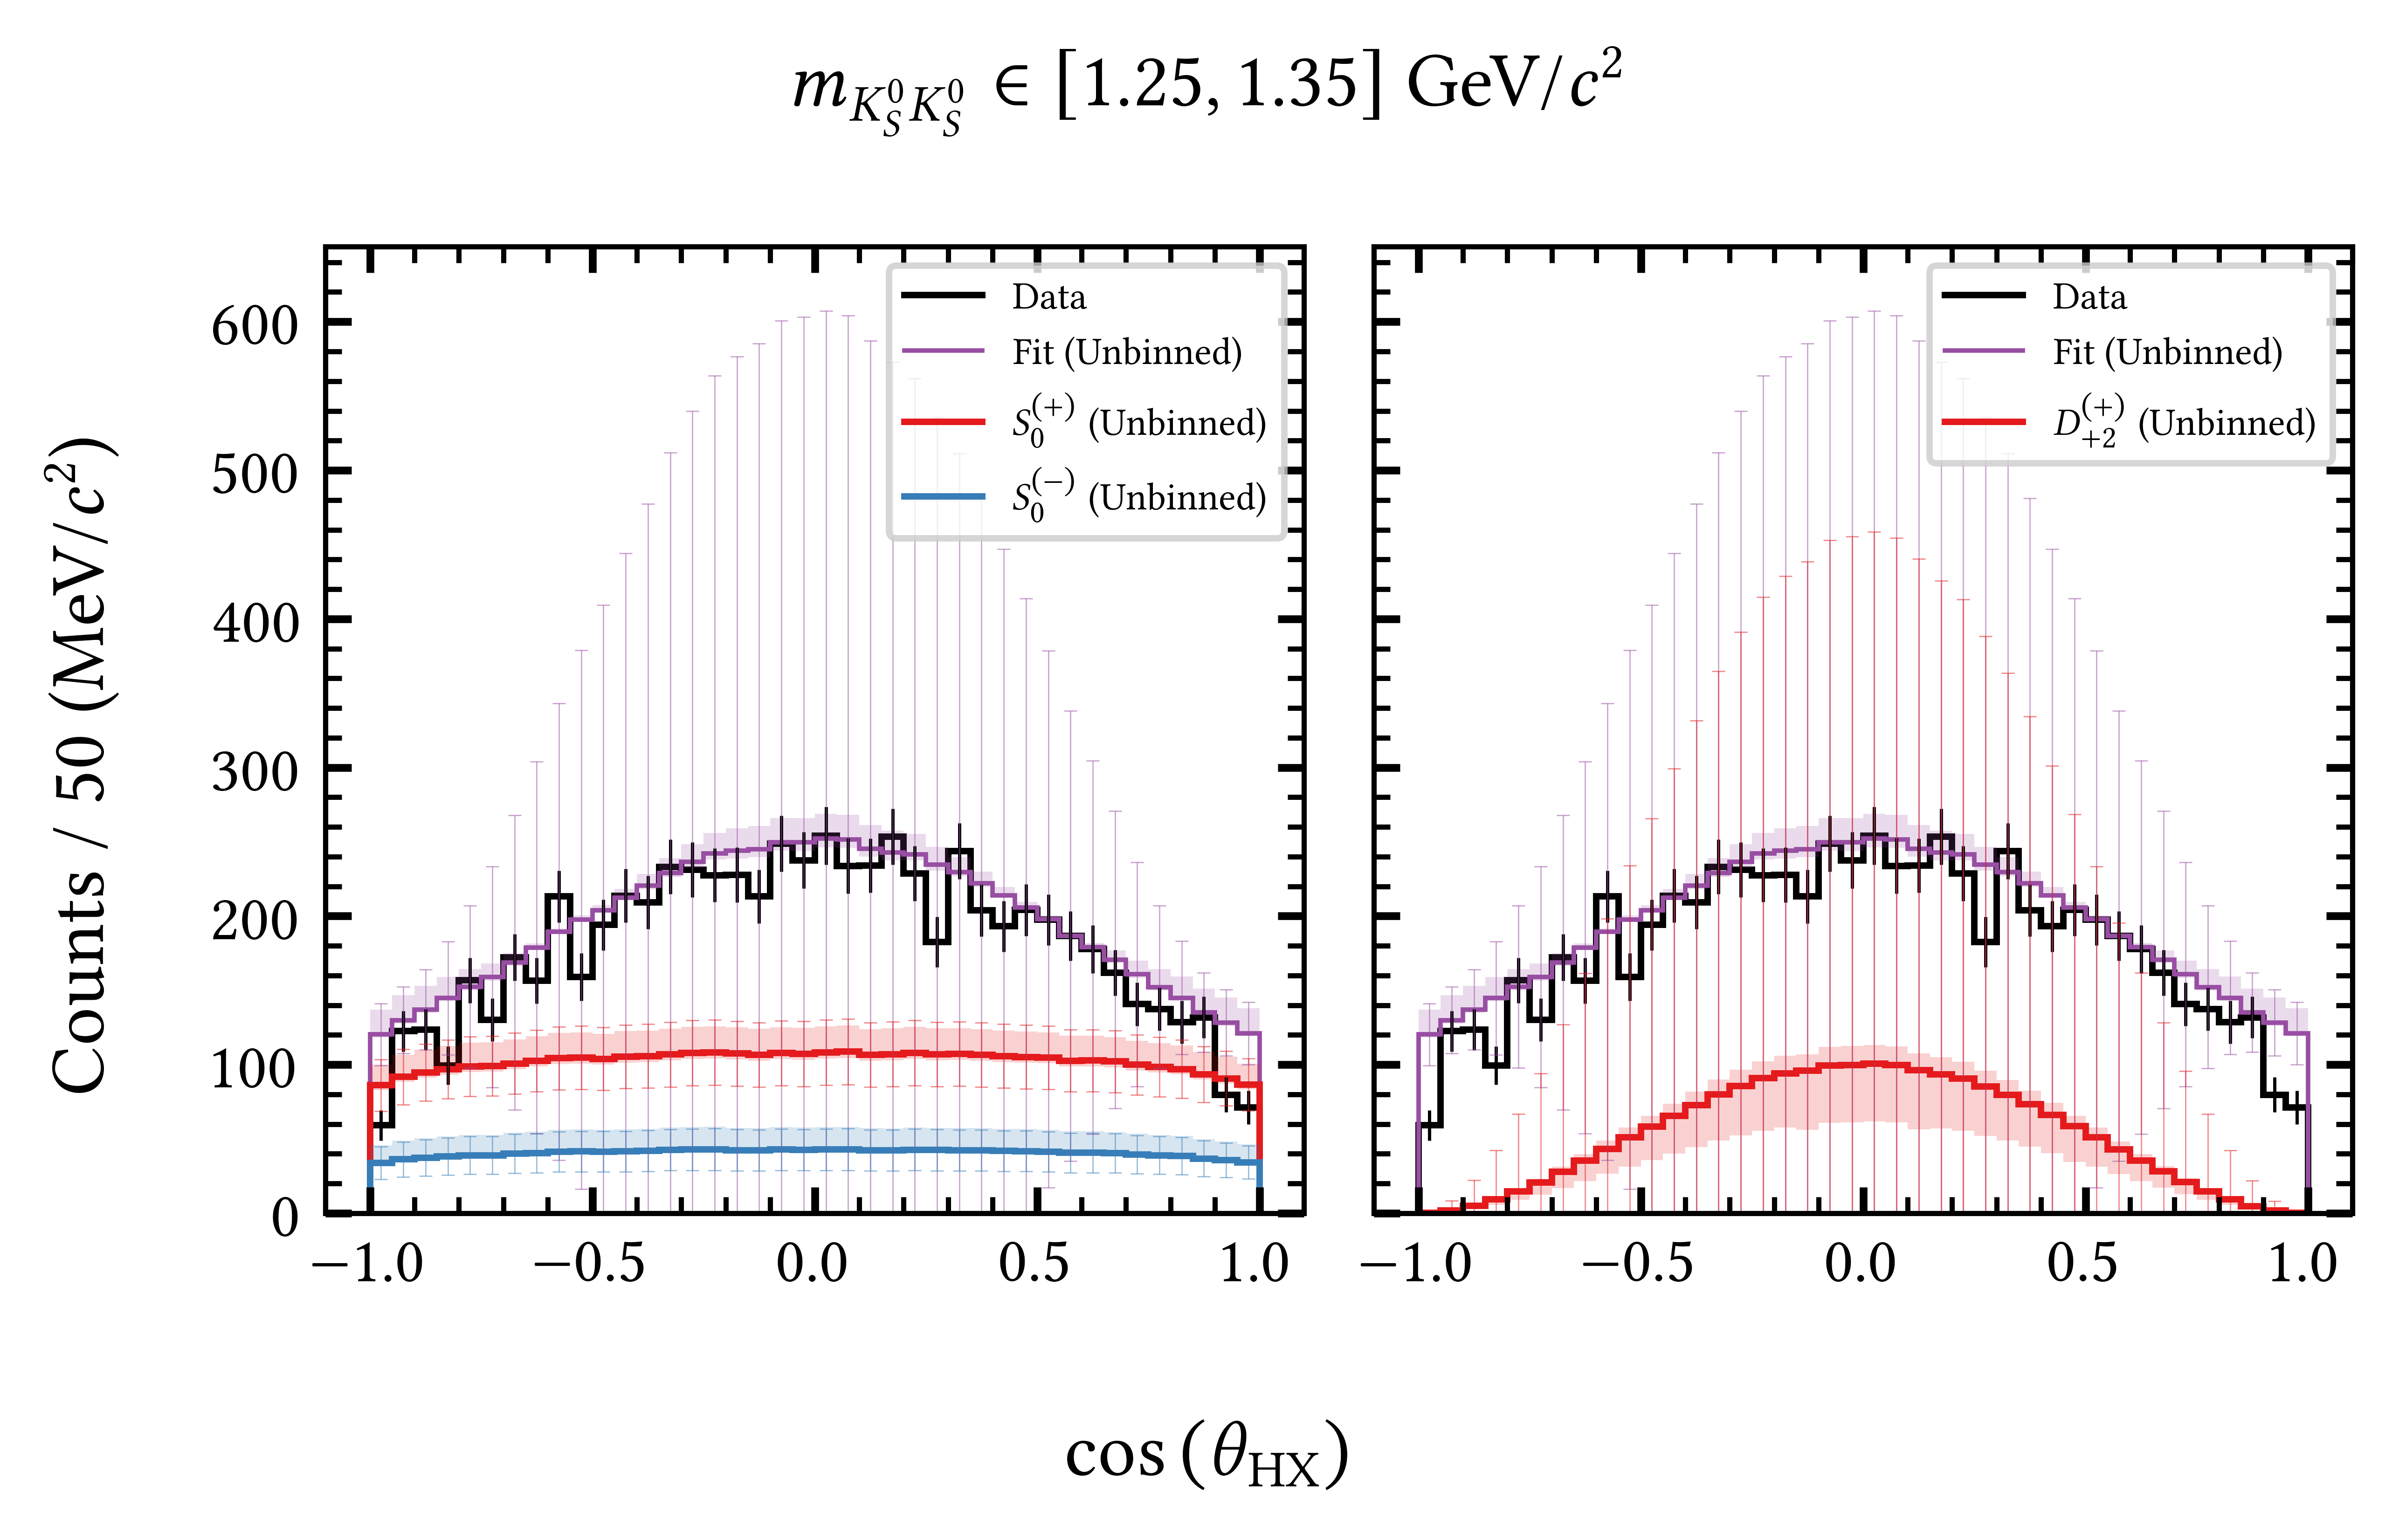 m_{K_S^0 K_S^0} ∈ [1.25, 1.35] GeV/c²
Counts / 50 (MeV/c²)
600
500
400
300
200
100
0
−1.0 −0.5 0.0 0.5 1.0
Data
Fit (Unbinned)
S_0^{(+)} (Unbinned)
S_0^{(−)} (Unbinned)
−1.0 −0.5 0.0 0.5 1.0
Data
Fit (Unbinned)
D_{+2}^{(+)} (Unbinned)
cos (θ_{HX})